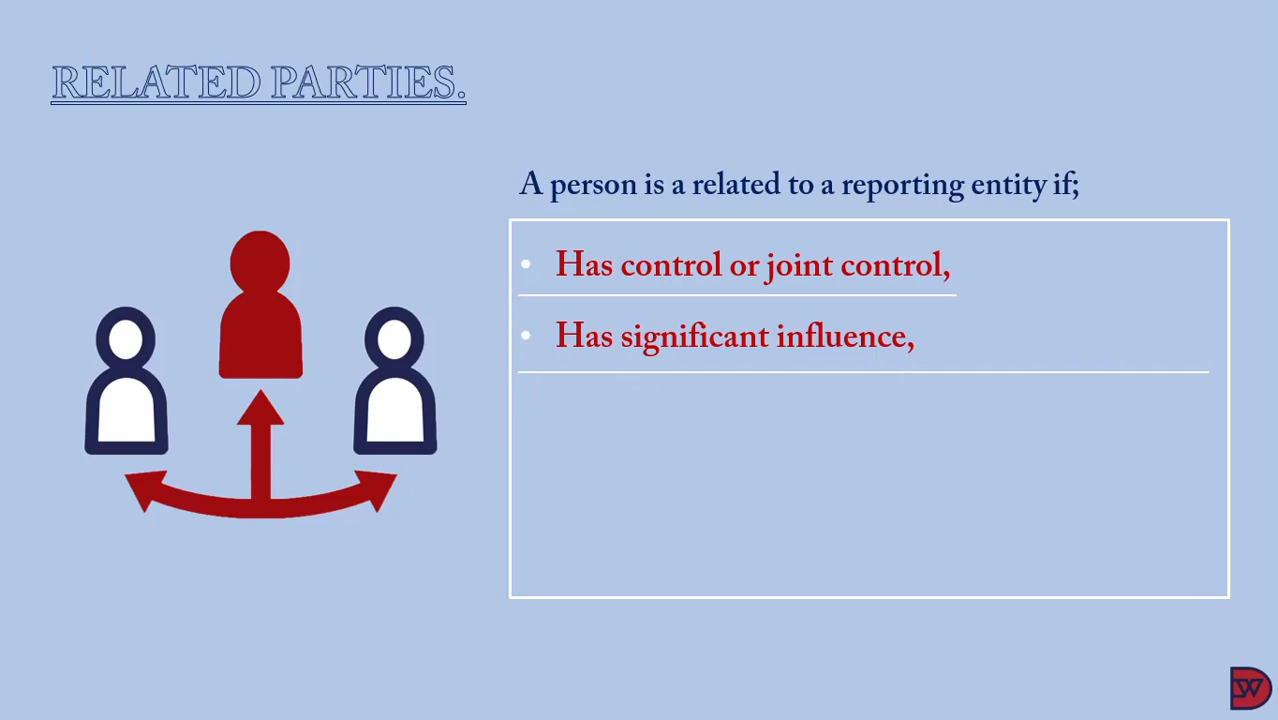 RELATED PARTIES.
A person is a related to a reporting entity if;
• Has control or joint control,
• Has significant influence,